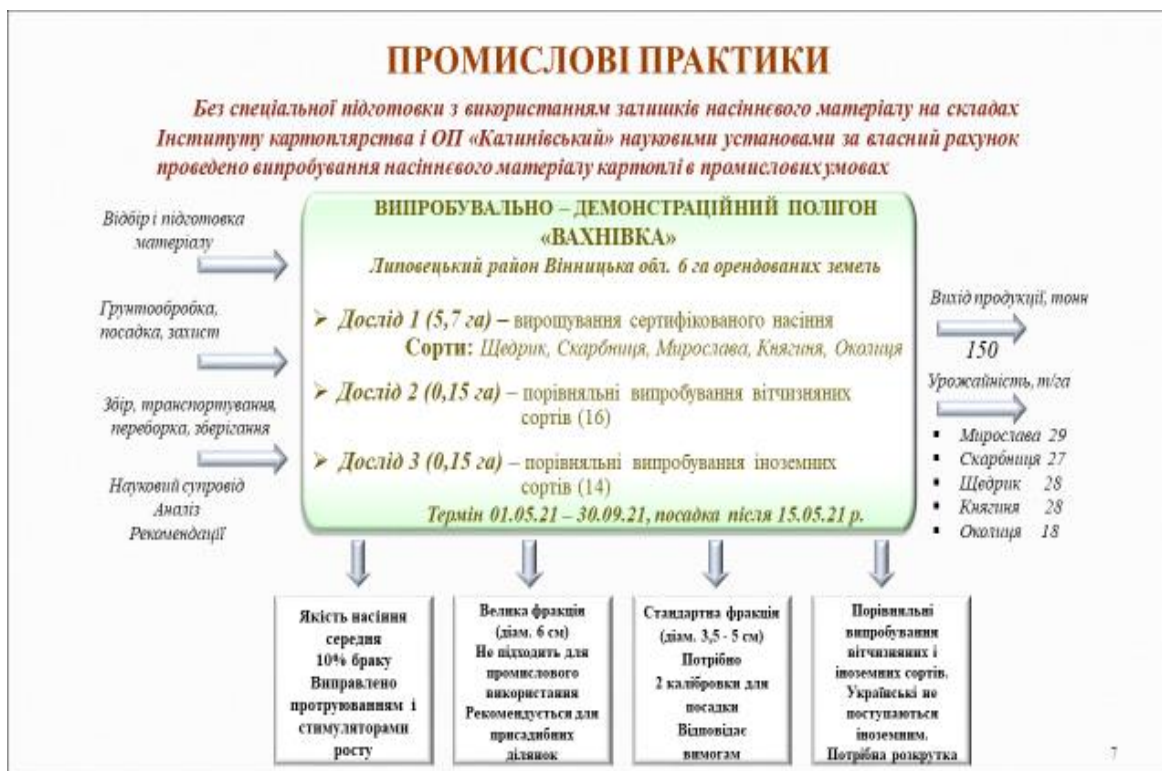 ПРОМИСЛОВІ ПРАКТИКИ
Без спеціальної підготовки з використанням залишків насіннєвого матеріалу на складах
Інституту картоплярства і ОП «Калинівський» науковими установами за власний рахунок
проведено випробування насіннєвого матеріалу картоплі в промислових умовах
Відбір і підготовка
матеріалу
Грунтообробка,
посадка, захист
Збір, транспортування,
переборка, зберігання
Науковий супровід
Аналіз
Рекомендації
ВИПРОБУВАЛЬНО – ДЕМОНСТРАЦІЙНИЙ ПОЛІГОН
«ВАХНІВКА»
Липовецький район Вінницька обл. 6 га орендованих земель
➢ Дослід 1 (5,7 га) – вирощування сертифікованого насіння
Сорти: Щедрик, Скарбниця, Мирослава, Княгиня, Околиця
➢ Дослід 2 (0,15 га) – порівняльні випробування вітчизняних
сортів (16)
➢ Дослід 3 (0,15 га) – порівняльні випробування іноземних
сортів (14)
Термін 01.05.21 – 30.09.21, посадка після 15.05.21 р.
Вихід продукції, тонн
150
Урожайність, т/га
▪ Мирослава 29
▪ Скарбниця 27
▪ Щедрик 28
▪ Княгиня 28
▪ Околиця 18
Якість насіння
середня
10% браку
Виправлено
протруюванням і
стимуляторами
росту
Велика фракція
(діам. 6 см)
Не підходить для
промислового
використання
Рекомендується для
присадибних
ділянок
Стандартна фракція
(діам. 3,5 - 5 см)
Потрібно
2 калібровки для
посадки
Відповідає
вимогам
Порівняльні
випробування
вітчизняних і
іноземних сортів.
Українські не
поступаються
іноземним.
Потрібна розкрутка
7